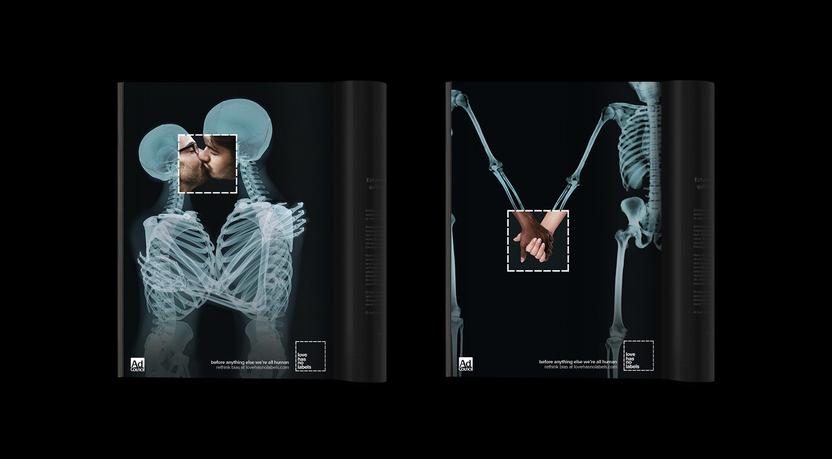 Ad
COUNCIL
before anything else we're all human
rethink bias at lovehasnolabels.com
love
has
no
labels
Ad
COUNCIL
before anything else we're all human
rethink bias at lovehasnolabels.com
love
has
no
labels